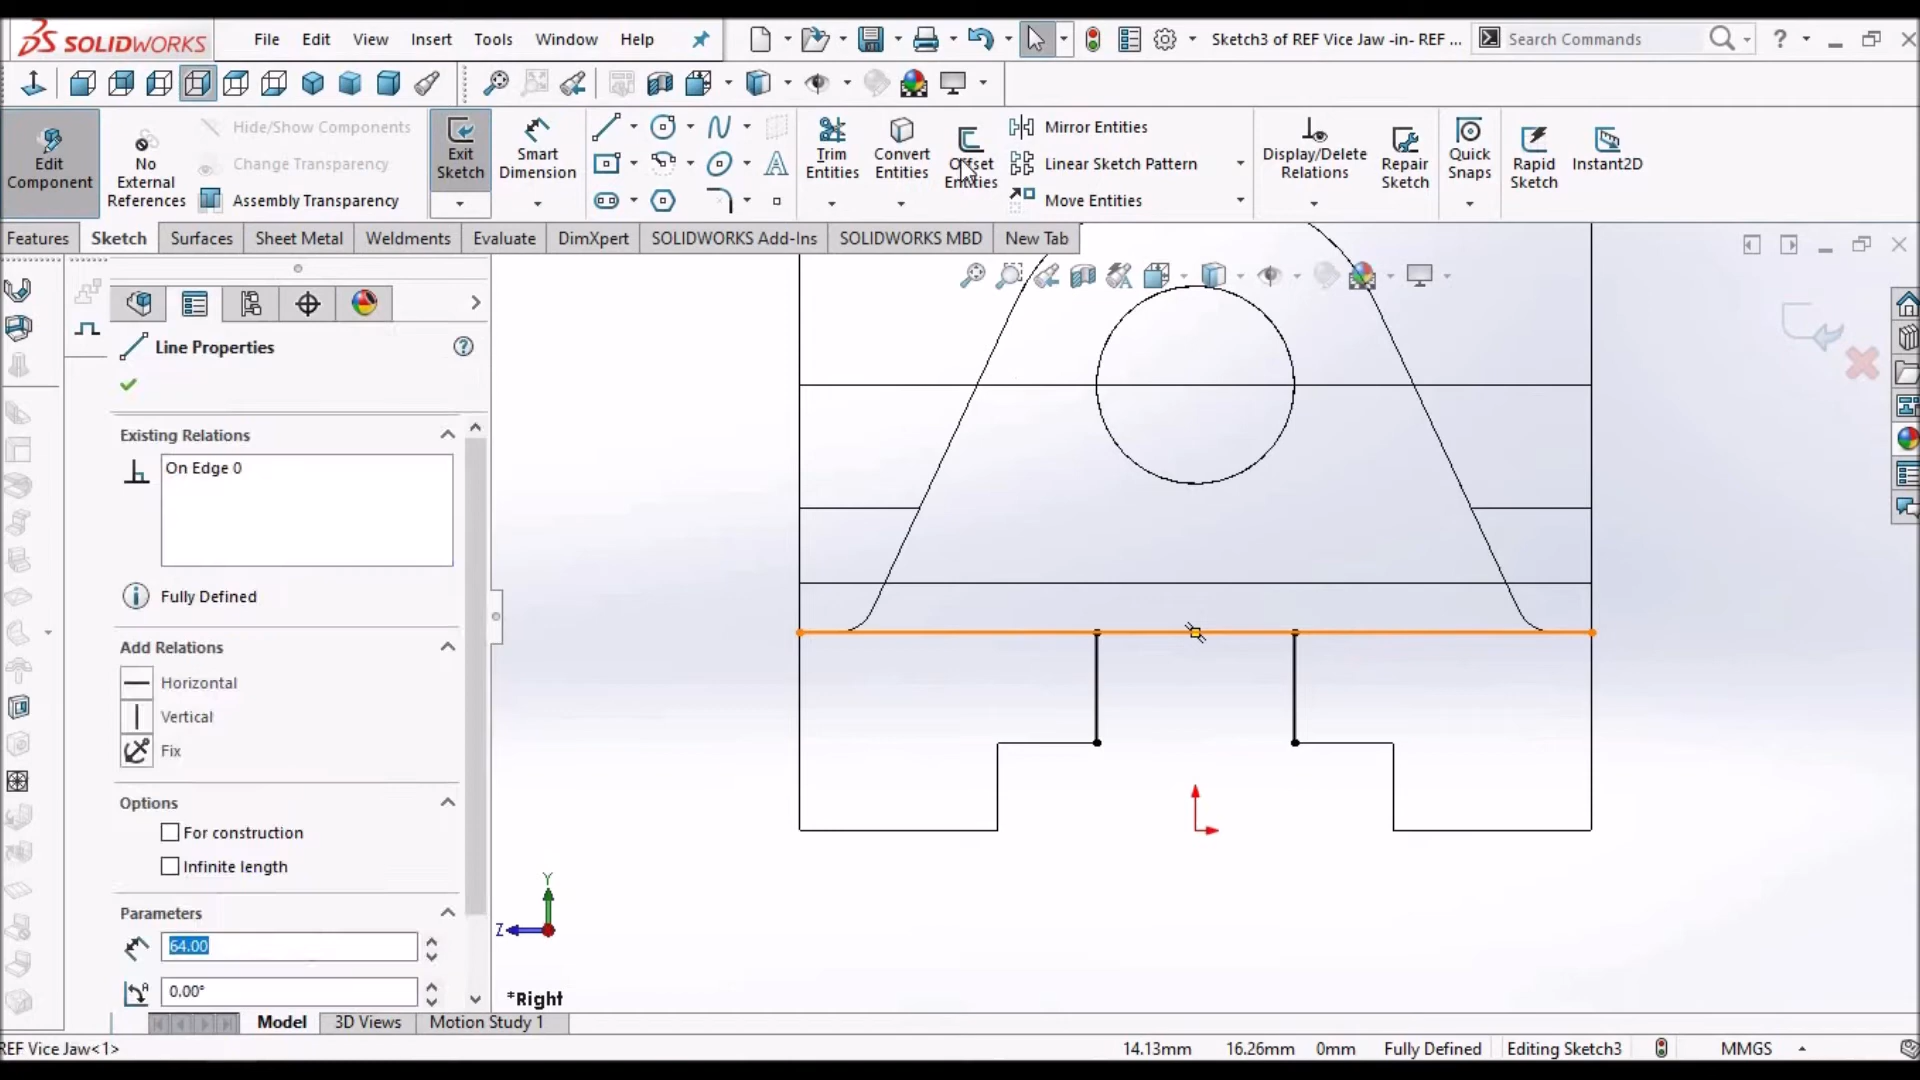 SOLIDWORKS
File Edit View Insert Tools Window Help
Sketch3 of REF Vice Jaw -in- REF ...
Search Commands
Edit Component
No External References
Hide/Show Components
Change Transparency
Assembly Transparency
Exit Sketch
Smart Dimension
Trim Entities
Convert Entities
Offset Entities
Mirror Entities
Linear Sketch Pattern
Move Entities
Display/Delete Relations
Repair Sketch
Quick Snaps
Rapid Sketch
Instant2D
Features Sketch Surfaces Sheet Metal Weldments Evaluate DimXpert SOLIDWORKS Add-Ins SOLIDWORKS MBD New Tab
Line Properties
Existing Relations
On Edge 0
Fully Defined
Add Relations
Horizontal
Vertical
Fix
Options
For construction
Infinite length
Parameters
64.00
0.00°
Y
Z
*Right
Model 3D Views Motion Study 1
REF Vice Jaw<1>
14.13mm 16.26mm 0mm Fully Defined Editing Sketch3 MMGS